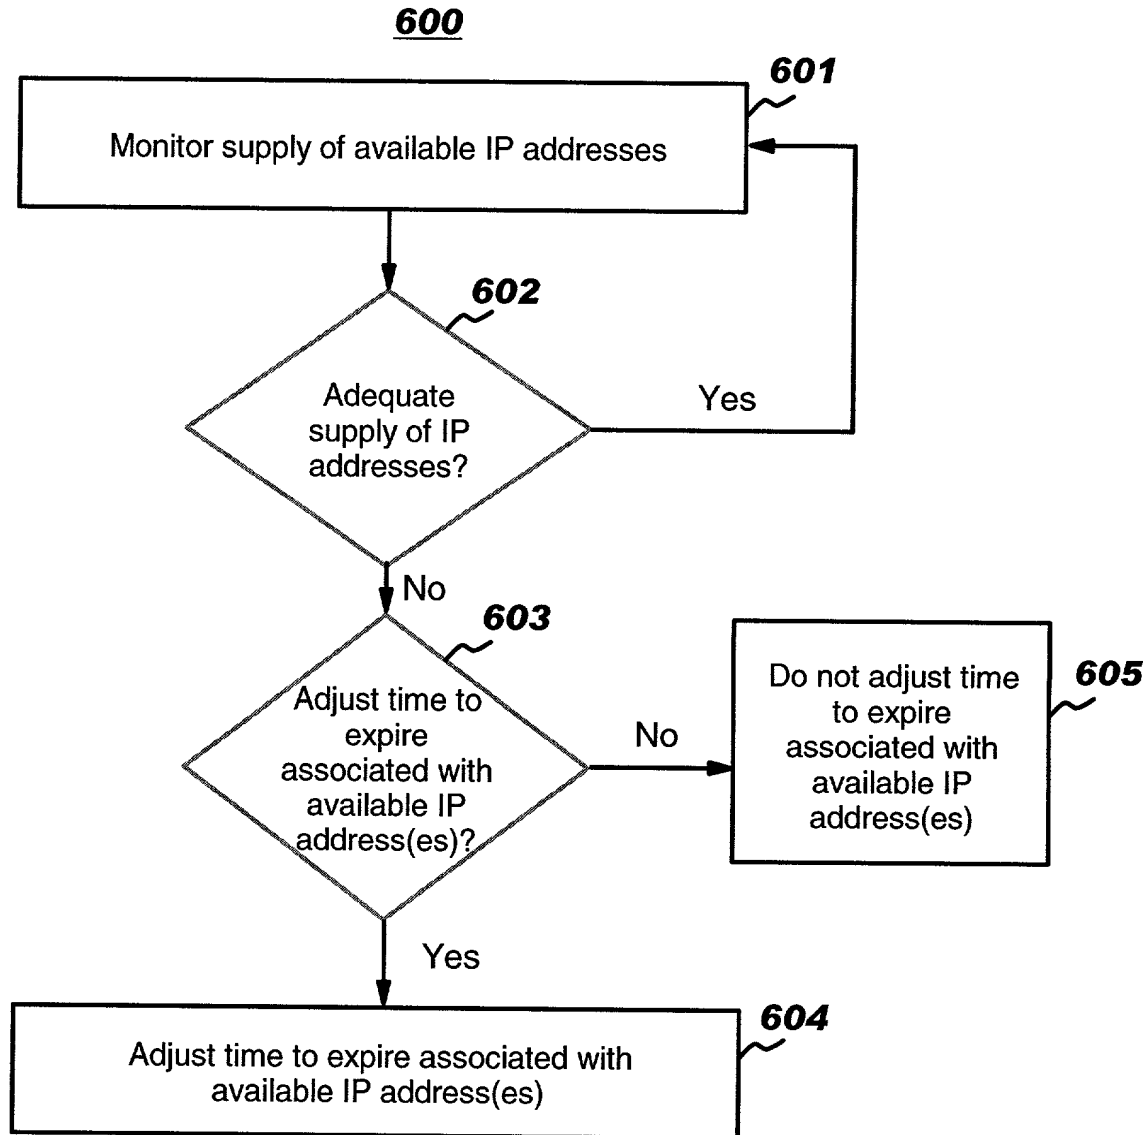 600
601
Monitor supply of available IP addresses
602
Adequate
supply of IP
addresses?
Yes
No
603
Adjust time to
expire
associated with
available IP
address(es)?
No
Do not adjust time
to expire
associated with
available IP
address(es)
605
Yes
604
Adjust time to expire associated with
available IP address(es)